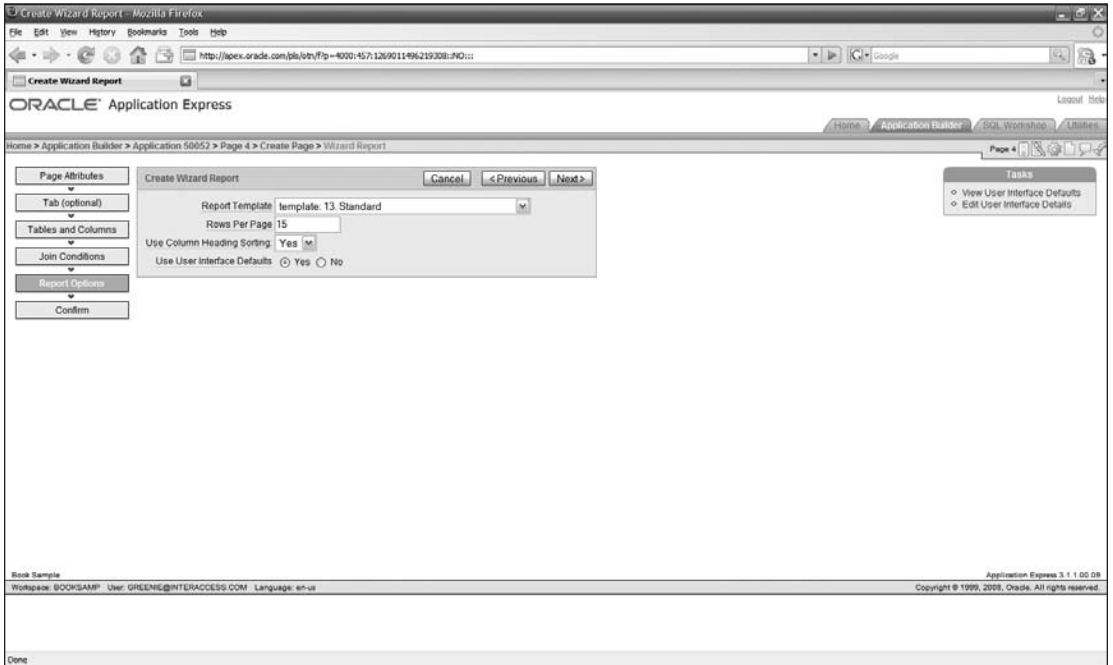 Create Wizard Report - Mozilla Firefox
File Edit View History Bookmarks Tools Help
http://apex.oracle.com/pls/otn/f?p=4000:457:1269011496219308::NO:::
Google
Create Wizard Report
ORACLE Application Express
Logout Help
Home Application Builder SQL Workshop Utilities
Home > Application Builder > Application 50052 > Page 4 > Create Page > Wizard Report
Page 4
Page Attributes
Tab (optional)
Tables and Columns
Join Conditions
Report Options
Confirm
Create Wizard Report
Cancel < Previous Next >
Report Template template: 13. Standard
Rows Per Page 15
Use Column Heading Sorting: Yes
Use User Interface Defaults Yes No
Tasks
View User Interface Defaults
Edit User Interface Details
Book Sample
Application Express 3.1.1.00.09
Workspace: BOOKSAMP User: GREENIE@INTERACCESS.COM Language: en-us
Copyright © 1999, 2008, Oracle. All rights reserved.
Done